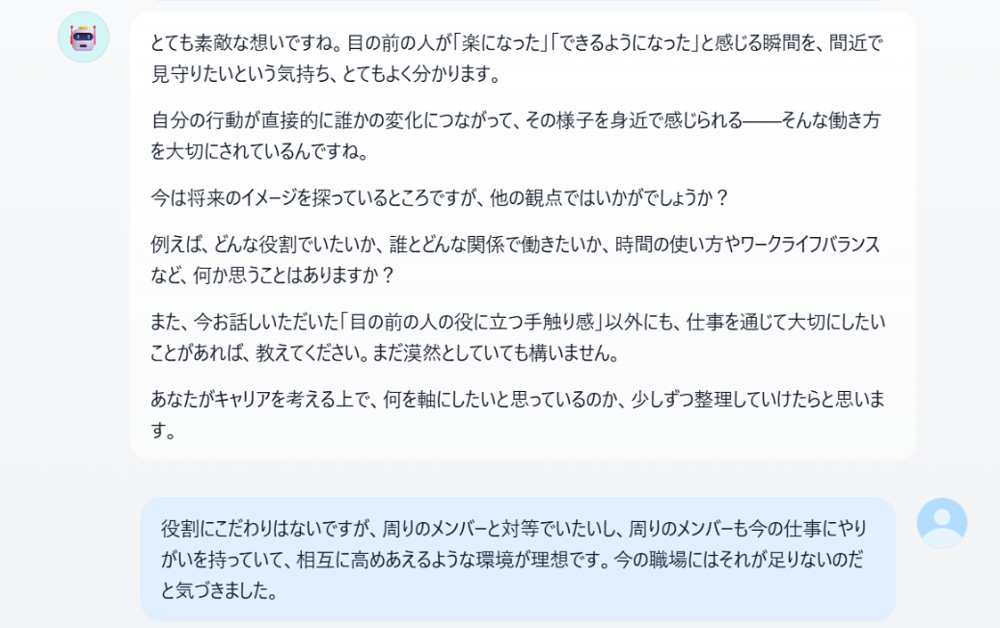 とても素敵な想いですね。目の前の人が「楽になった」「できるようになった」と感じる瞬間を、間近で
見守りたいという気持ち、とてもよく分かります。
自分の行動が直接的に誰かの変化につながって、その様子を身近で感じられる――そんな働き方
を大切にされているんですね。
今は将来のイメージを探っているところですが、他の観点ではいかがでしょうか？
例えば、どんな役割でいたいか、誰とどんな関係で働きたいか、時間の使い方やワークライフバランス
など、何か思うことはありますか？
また、今お話しいただいた「目の前の人の役に立つ手触り感」以外にも、仕事を通じて大切にしたい
ことがあれば、教えてください。まだ漠然としていても構いません。
あなたがキャリアを考える上で、何を軸にしたいと思っているのか、少しずつ整理していけたらと思いま
す。
役割にこだわりはないですが、周りのメンバーと対等でいたいし、周りのメンバーも今の仕事にやり
がいを持っていて、相互に高めあえるような環境が理想です。今の職場にはそれが足りないのだ
と気づきました。